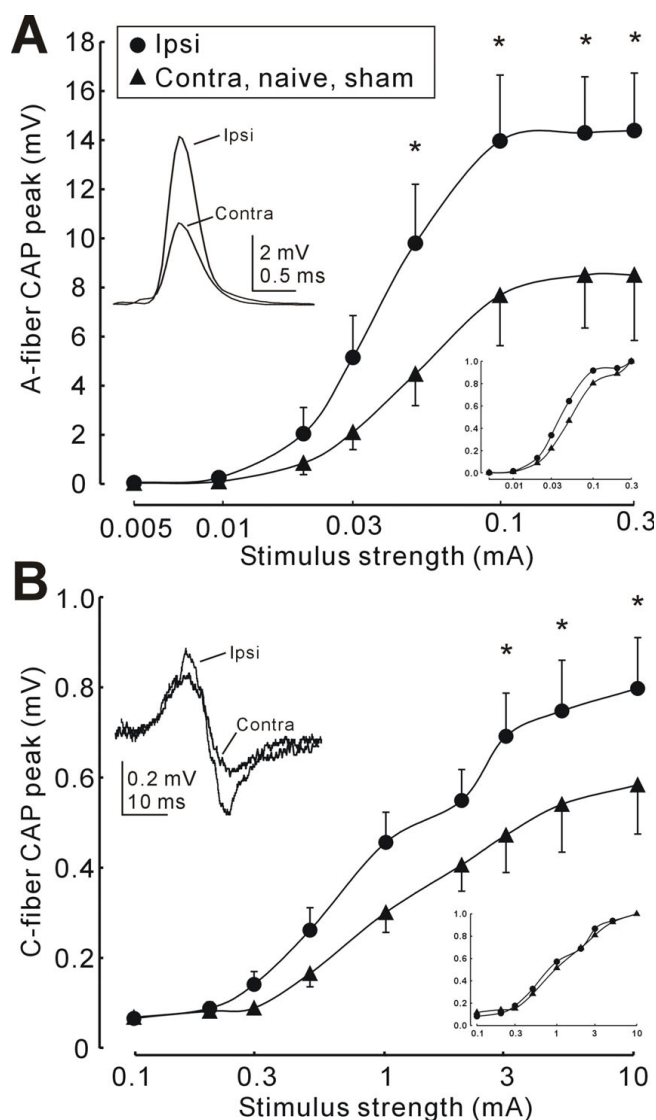 A
18
16
14
12
10
8
6
4
2
0
A-fiber CAP peak (mV)
Ipsi
Contra, naive, sham
* * * *
Ipsi
Contra
2 mV
0.5 ms
1.0
0.8
0.6
0.4
0.2
0.0
0.01 0.03 0.1 0.3
0.005 0.01 0.03 0.1 0.3
Stimulus strength (mA)
B
1.0
0.8
0.6
0.4
0.2
0
C-fiber CAP peak (mV)
* * *
Ipsi
Contra
0.2 mV
10 ms
1.0
0.8
0.6
0.4
0.2
0.0
0.1 0.3 1 3 10
0.1 0.3 1 3 10
Stimulus strength (mA)